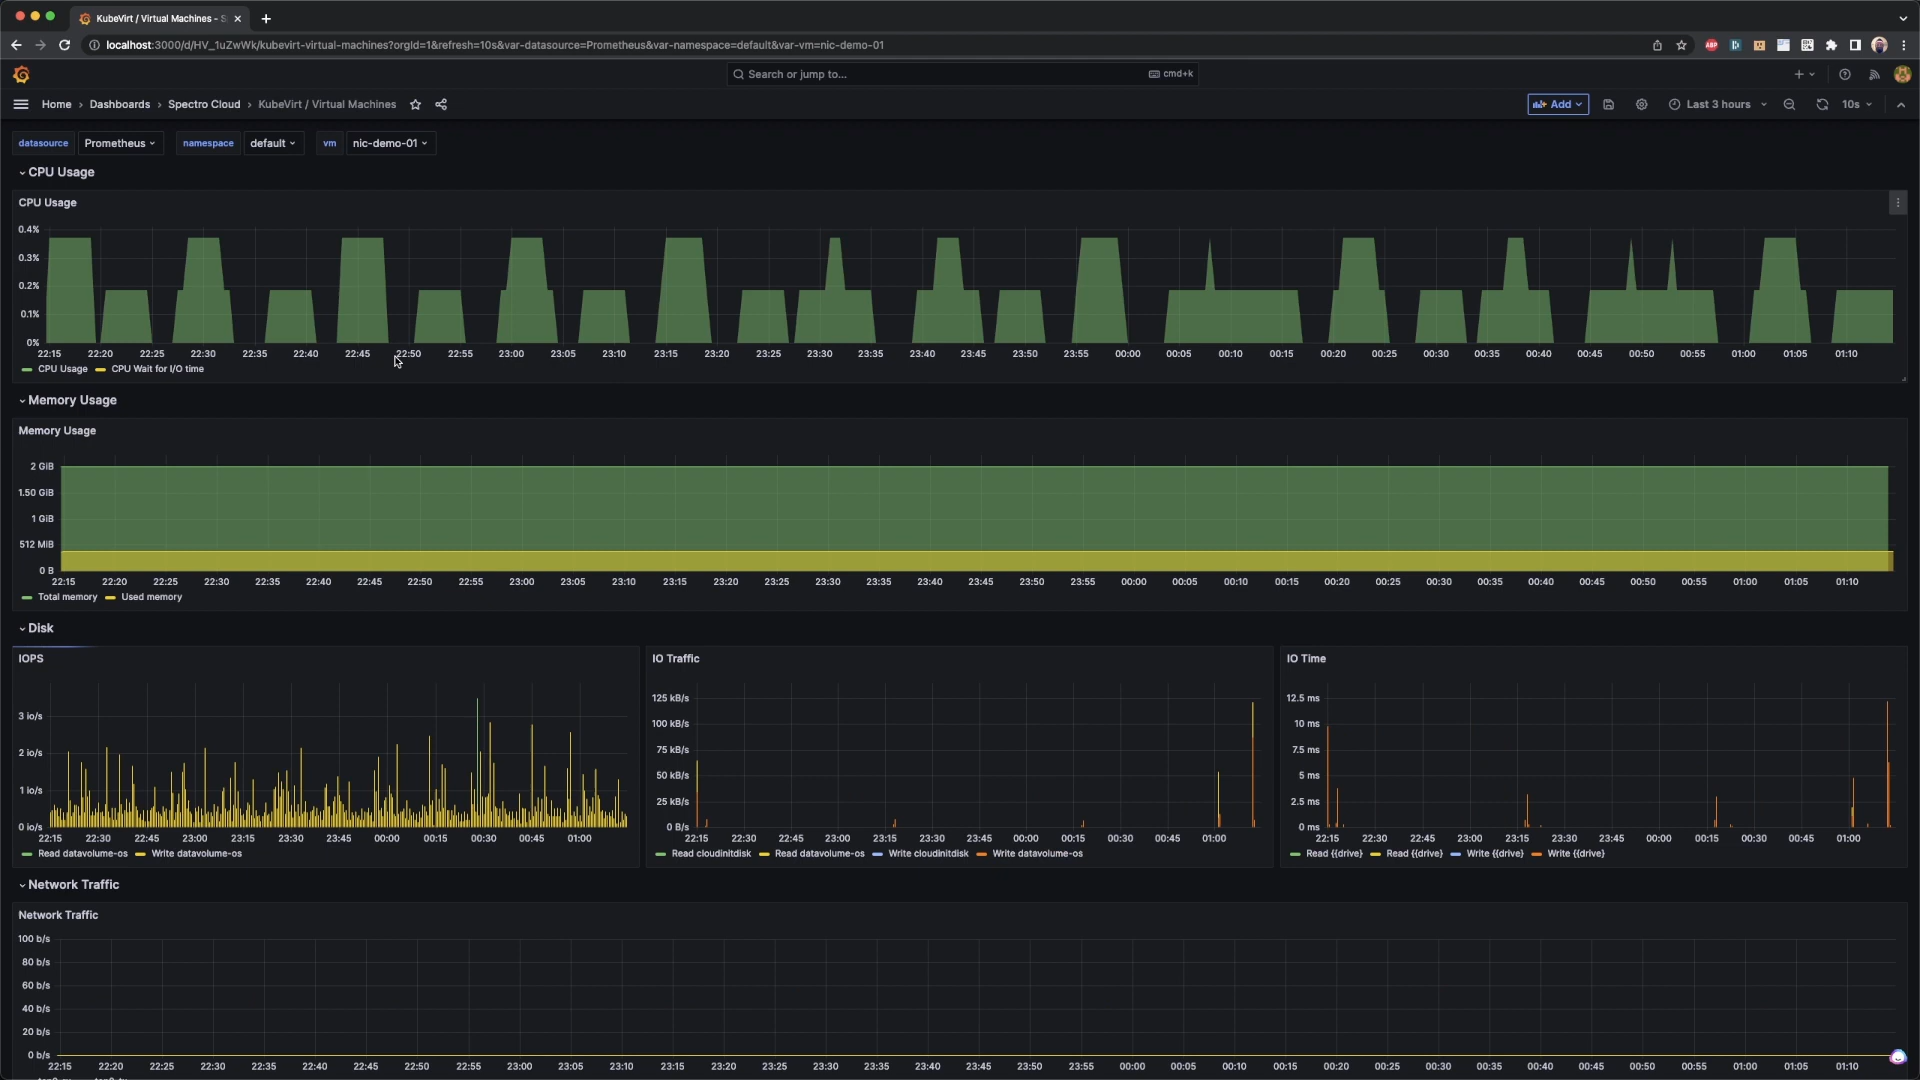 KubeVirt / Virtual Machines - S
localhost:3000/d/HV_1uZwWk/kubevirt-virtual-machines?orgId=1&refresh=10s&var-datasource=Prometheus&var-namespace=default&var-vm=nic-demo-01
ABP
Search or jump to...
cmd+k
Home › Dashboards › Spectro Cloud › KubeVirt / Virtual Machines
Add
Last 3 hours
10s
datasource Prometheus namespace default vm nic-demo-01
CPU Usage
CPU Usage
0.4%
0.3%
0.2%
0.1%
0%
22:15 22:20 22:25 22:30 22:35 22:40 22:45 22:50 22:55 23:00 23:05 23:10 23:15 23:20 23:25 23:30 23:35 23:40 23:45 23:50 23:55 00:00 00:05 00:10 00:15 00:20 00:25 00:30 00:35 00:40 00:45 00:50 00:55 01:00 01:05 01:10
CPU Usage CPU Wait for I/O time
Memory Usage
Memory Usage
2 GiB
1.50 GiB
1 GiB
512 MiB
0 B
22:15 22:20 22:25 22:30 22:35 22:40 22:45 22:50 22:55 23:00 23:05 23:10 23:15 23:20 23:25 23:30 23:35 23:40 23:45 23:50 23:55 00:00 00:05 00:10 00:15 00:20 00:25 00:30 00:35 00:40 00:45 00:50 00:55 01:00 01:05 01:10
Total memory Used memory
Disk
IOPS
3 io/s
2 io/s
1 io/s
0 io/s
22:15 22:30 22:45 23:00 23:15 23:30 23:45 00:00 00:15 00:30 00:45 01:00
Read datavolume-os Write datavolume-os
IO Traffic
125 kB/s
100 kB/s
75 kB/s
50 kB/s
25 kB/s
0 B/s
22:15 22:30 22:45 23:00 23:15 23:30 23:45 00:00 00:15 00:30 00:45 01:00
Read cloudinitdisk Read datavolume-os Write cloudinitdisk Write datavolume-os
IO Time
12.5 ms
10 ms
7.5 ms
5 ms
2.5 ms
0 ms
22:15 22:30 22:45 23:00 23:15 23:30 23:45 00:00 00:15 00:30 00:45 01:00
Read {{drive} Read {{drive} Write {{drive} Write {{drive}
Network Traffic
Network Traffic
100 b/s
80 b/s
60 b/s
40 b/s
20 b/s
0 b/s
22:15 22:20 22:25 22:30 22:35 22:40 22:45 22:50 22:55 23:00 23:05 23:10 23:15 23:20 23:25 23:30 23:35 23:40 23:45 23:50 23:55 00:00 00:05 00:10 00:15 00:20 00:25 00:30 00:35 00:40 00:45 00:50 00:55 01:00 01:05 01:10